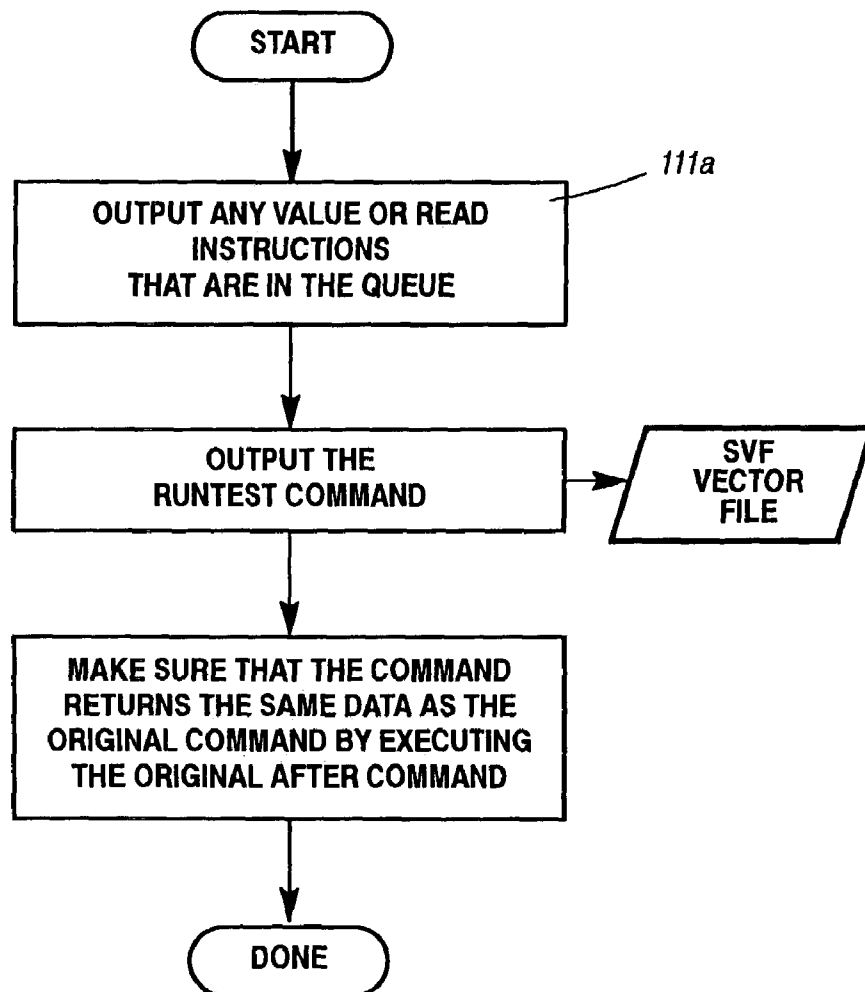 START
111a
OUTPUT ANY VALUE OR READ
INSTRUCTIONS
THAT ARE IN THE QUEUE
OUTPUT THE
RUNTEST COMMAND
SVF
VECTOR
FILE
MAKE SURE THAT THE COMMAND
RETURNS THE SAME DATA AS THE
ORIGINAL COMMAND BY EXECUTING
THE ORIGINAL AFTER COMMAND
DONE